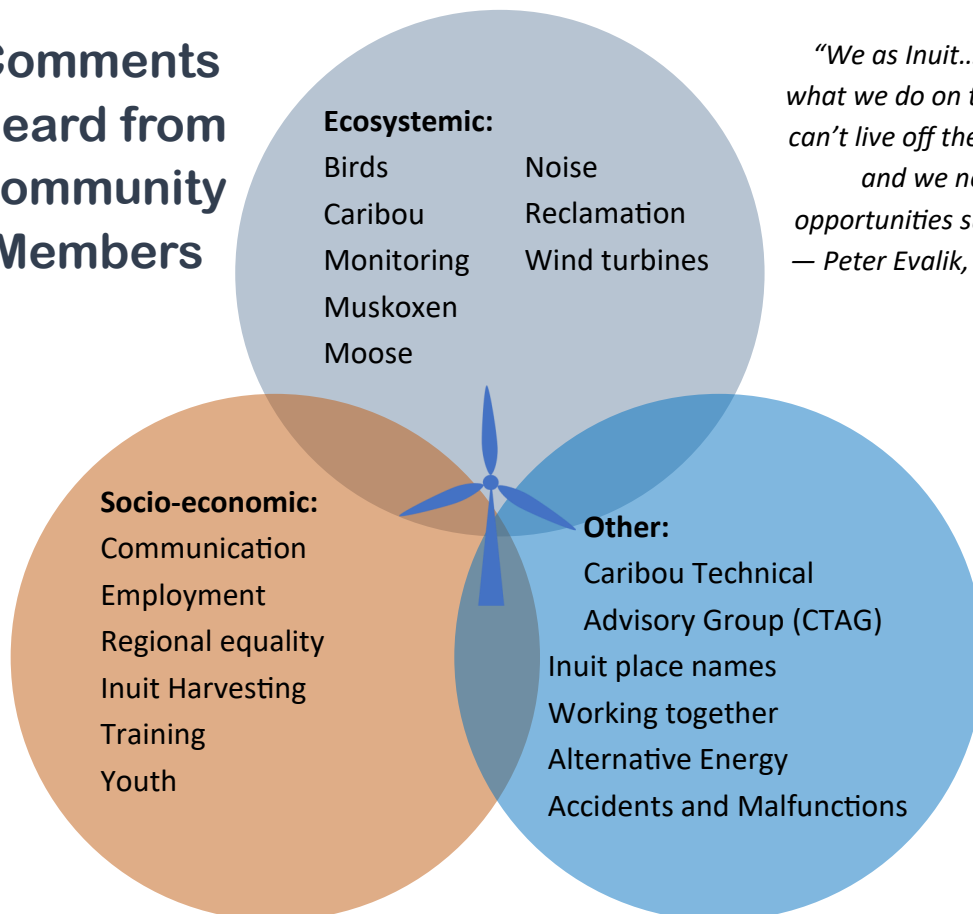 Comments
eard from
ommunity
Members
“We as Inuit...
what we do on t
can’t live off the
and we n
opportunities s
— Peter Evalik,
Ecosystemic:
Birds
Caribou
Monitoring
Muskoxen
Moose
Noise
Reclamation
Wind turbines
Socio-economic:
Communication
Employment
Regional equality
Inuit Harvesting
Training
Youth
Other:
Caribou Technical
Advisory Group (CTAG)
Inuit place names
Working together
Alternative Energy
Accidents and Malfunctions